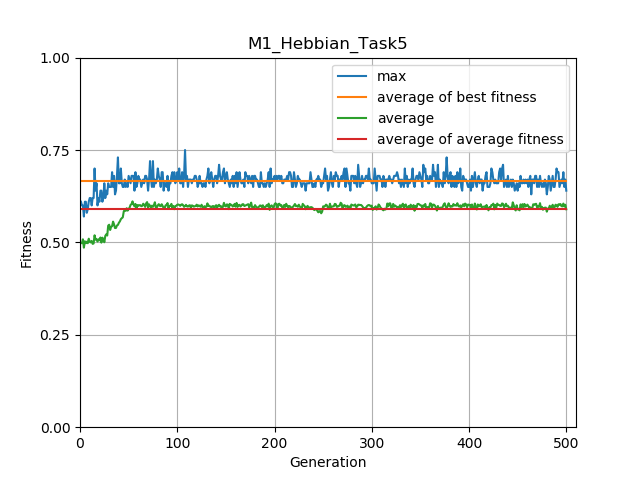 M1_Hebbian_Task5
1.00
0.75
0.50
0.25
0.00
Fitness
max
average of best fitness
average
average of average fitness
0 100 200 300 400 500
Generation